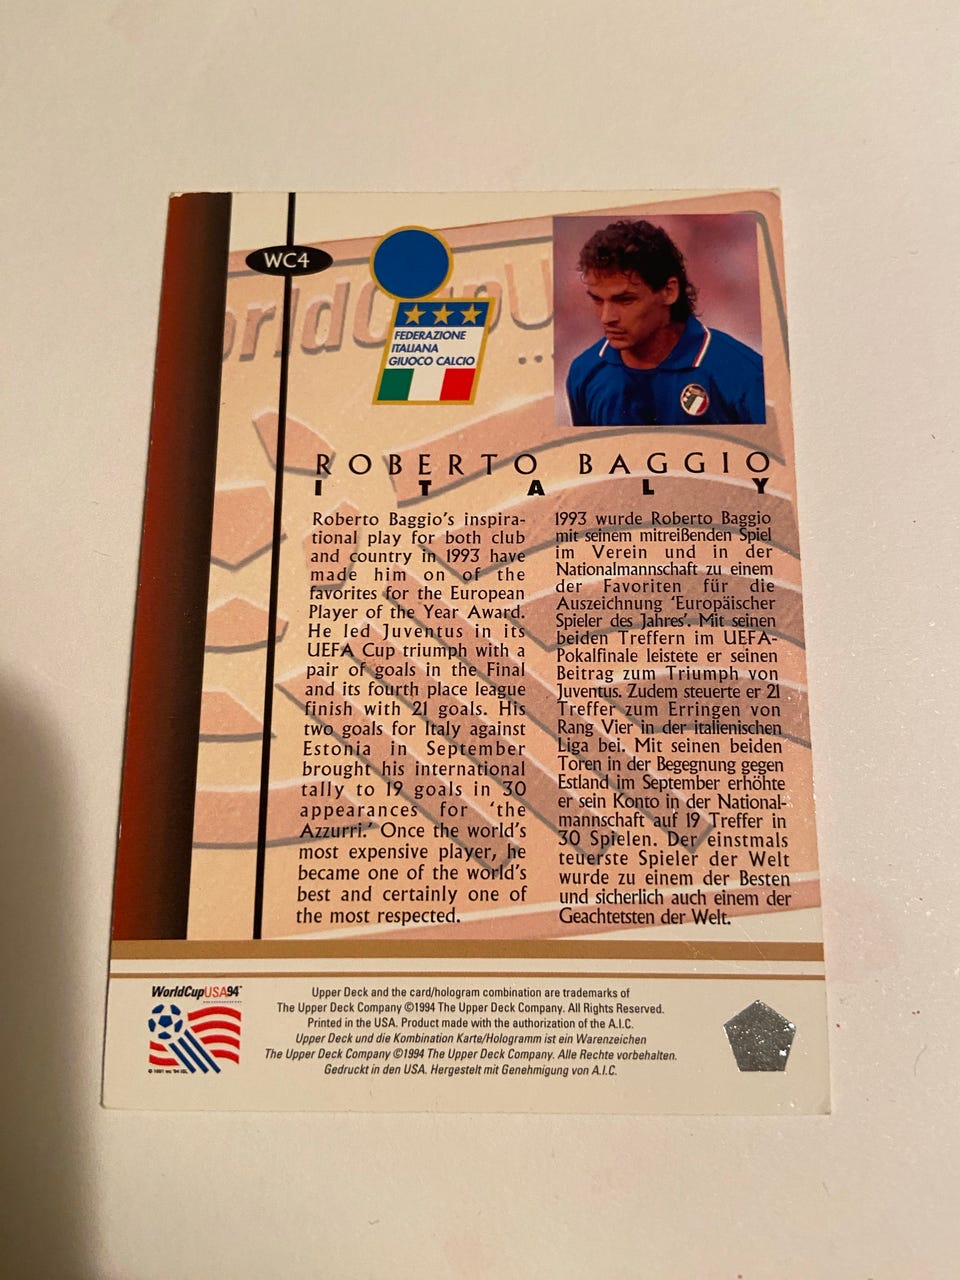 WC4
FEDERAZIONE
ITALIANA
GIUOCO CALCIO
ROBERTO BAGGIO
ITALY
Roberto Baggio's inspira-
tional play for both club
and country in 1993 have
made him on of the
favorites for the European
Player of the Year Award.
He led Juventus in its
UEFA Cup triumph with a
pair of goals in the Final
and its fourth place league
finish with 21 goals. His
two goals for Italy against
Estonia in September
brought his international
tally to 19 goals in 30
appearances for 'the
Azzurri.' Once the world's
most expensive player, he
became one of the world's
best and certainly one of
the most respected.
1993 wurde Roberto Baggio
mit seinem mitreißenden Spiel
im Verein und in der
Nationalmannschaft zu einem
der Favoriten für die
Auszeichnung 'Europäischer
Spieler des Jahres'. Mit seinen
beiden Treffern im UEFA-
Pokalfinale leistete er seinen
Beitrag zum Triumph von
Juventus. Zudem steuerte er 21
Treffer zum Erringen von
Rang Vier in der italienischen
Liga bei. Mit seinen beiden
Toren in der Begegnung gegen
Estland im September erhöhte
er sein Konto in der National-
mannschaft auf 19 Treffer in
30 Spielen. Der einstmals
teuerste Spieler der Welt
wurde zu einem der Besten
und sicherlich auch einem der
Geachtetsten der Welt.
WorldCupUSA94
Upper Deck and the card/hologram combination are trademarks of
The Upper Deck Company ©1994 The Upper Deck Company. All Rights Reserved.
Printed in the USA. Product made with the authorization of the A.I.C.
Upper Deck und die Kombination Karte/Hologramm ist ein Warenzeichen
The Upper Deck Company ©1994 The Upper Deck Company. Alle Rechte vorbehalten.
Gedruckt in den USA. Hergestelt mit Genehmigung von A.I.C.